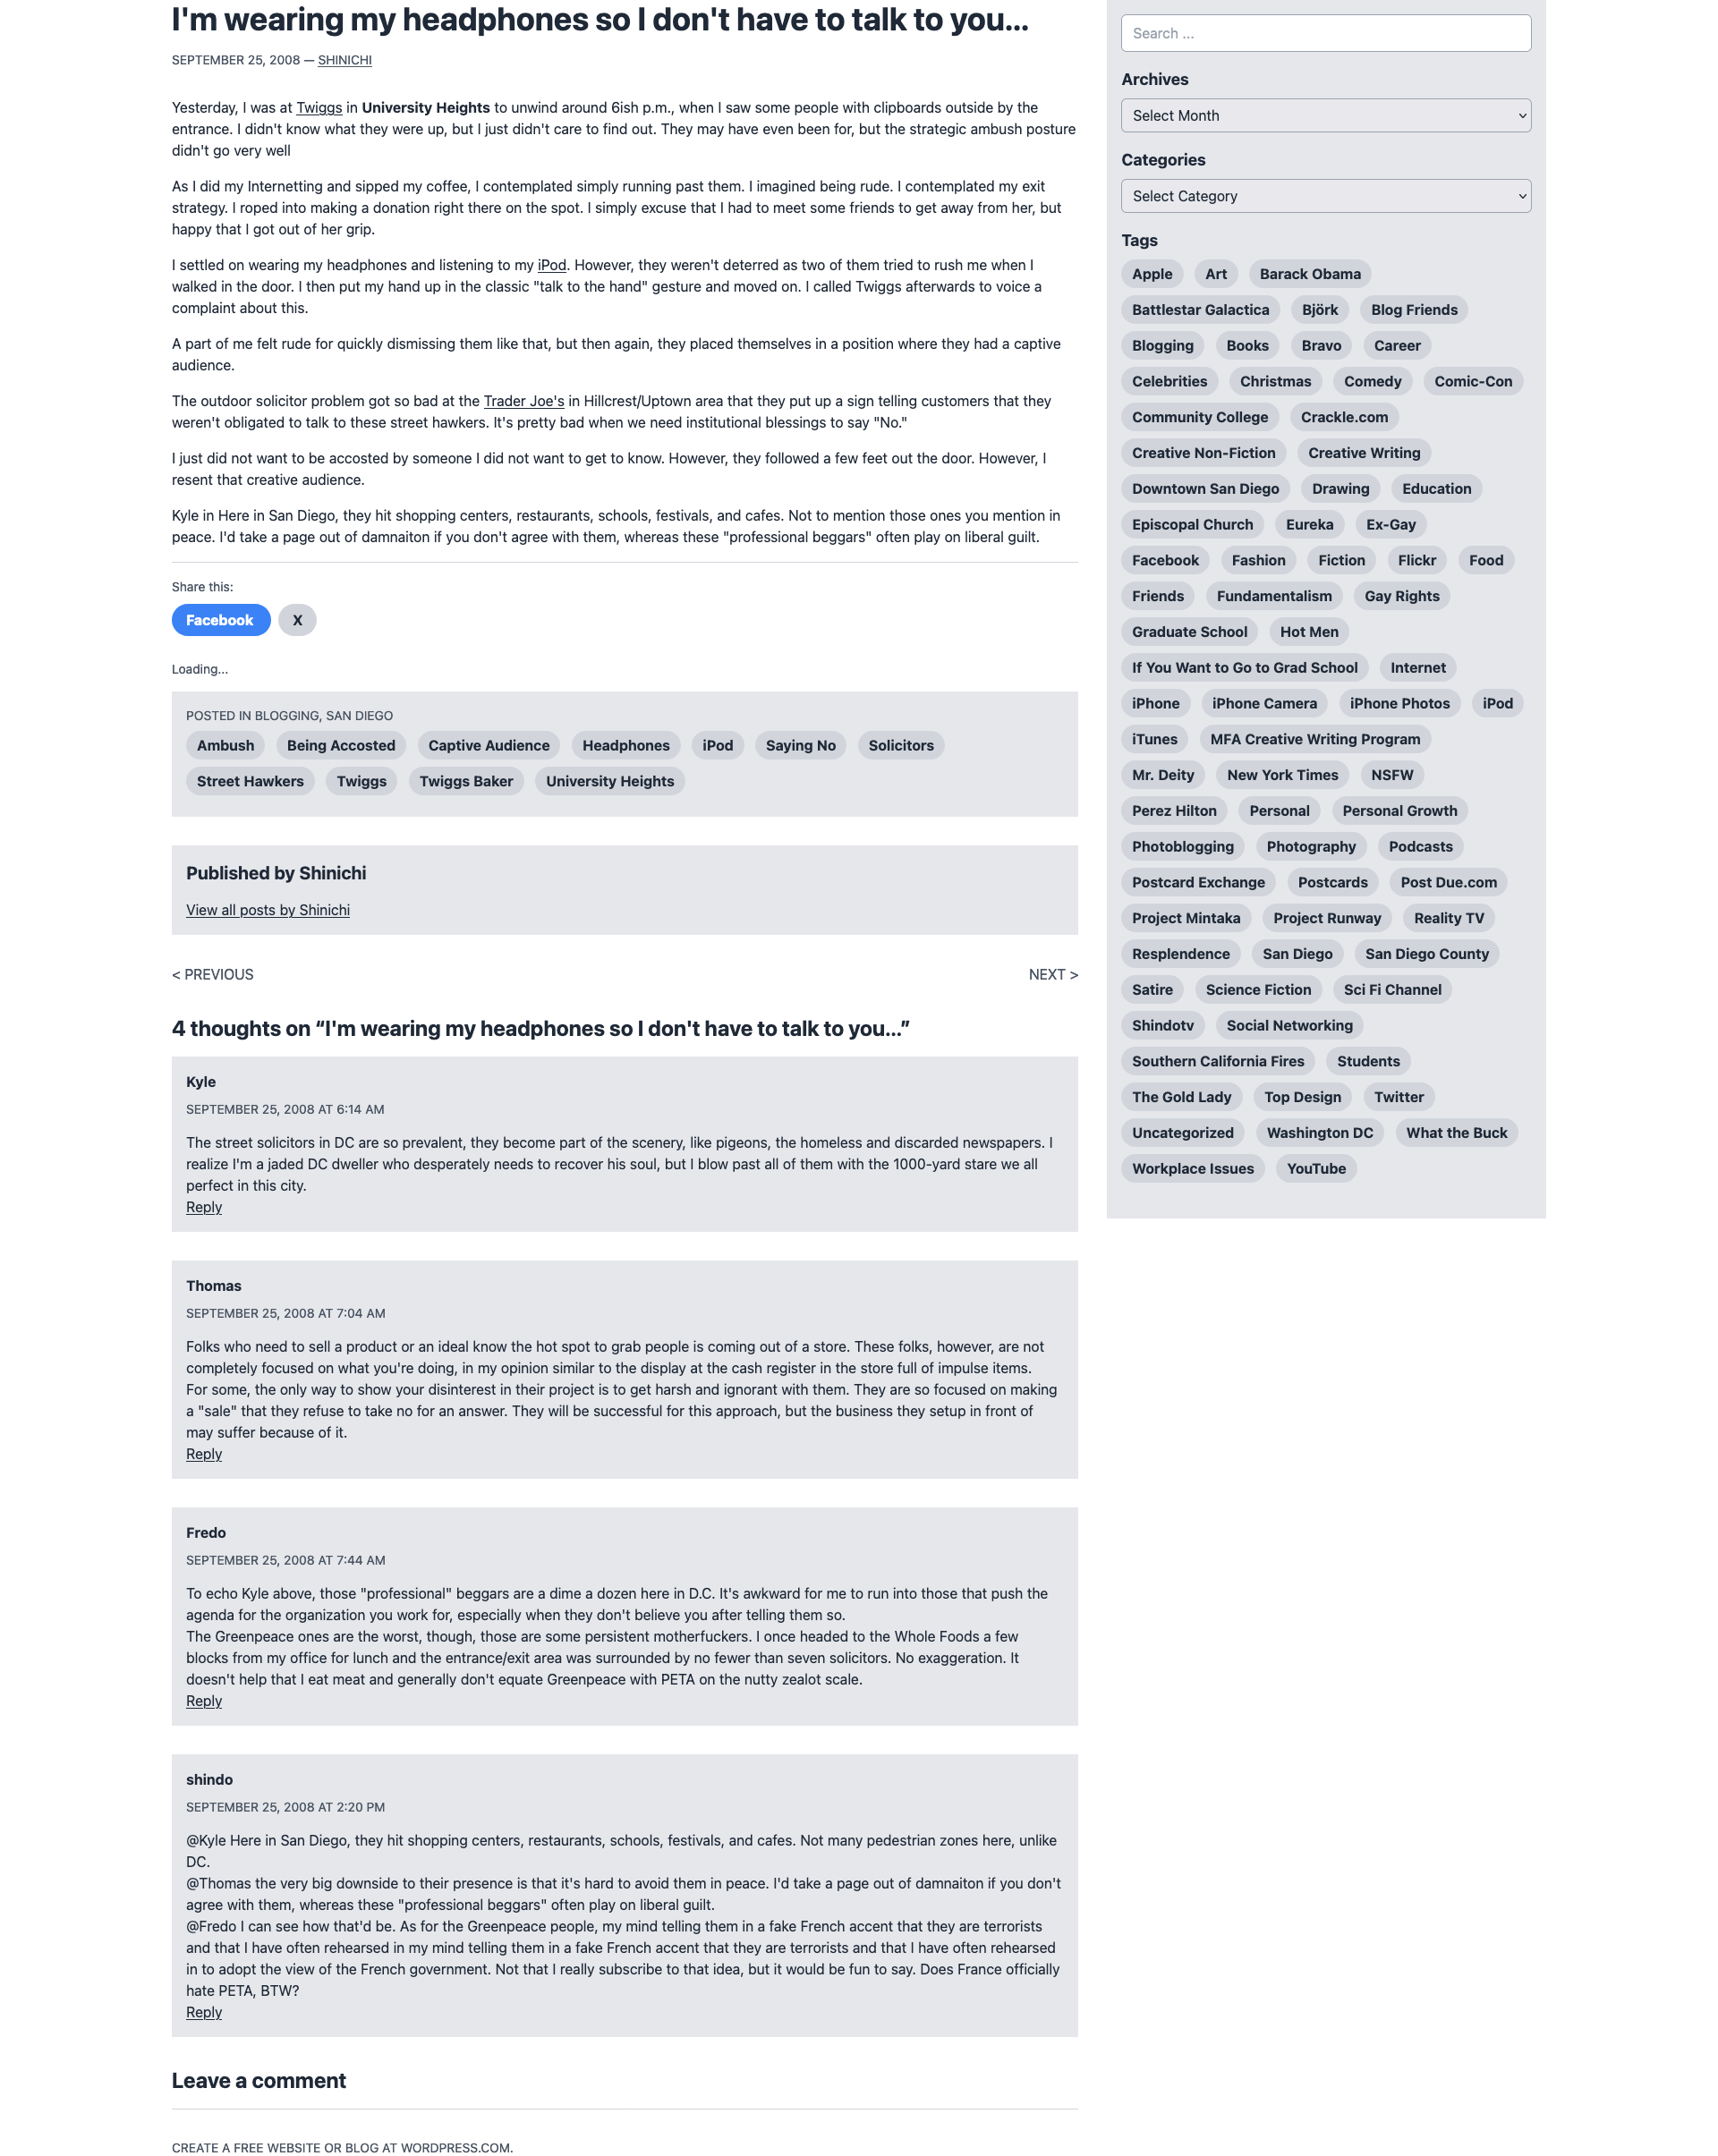 I'm wearing my headphones so I don't have to talk to you...
SEPTEMBER 25, 2008 — SHINICHI
Yesterday, I was at Twiggs in University Heights to unwind around 6ish p.m., when I saw some people with clipboards outside by the
entrance. I didn't know what they were up, but I just didn't care to find out. They may have even been for, but the strategic ambush posture
didn't go very well
As I did my Internetting and sipped my coffee, I contemplated simply running past them. I imagined being rude. I contemplated my exit
strategy. I roped into making a donation right there on the spot. I simply excuse that I had to meet some friends to get away from her, but
happy that I got out of her grip.
I settled on wearing my headphones and listening to my iPod. However, they weren't deterred as two of them tried to rush me when I
walked in the door. I then put my hand up in the classic "talk to the hand" gesture and moved on. I called Twiggs afterwards to voice a
complaint about this.
A part of me felt rude for quickly dismissing them like that, but then again, they placed themselves in a position where they had a captive
audience.
The outdoor solicitor problem got so bad at the Trader Joe's in Hillcrest/Uptown area that they put up a sign telling customers that they
weren't obligated to talk to these street hawkers. It's pretty bad when we need institutional blessings to say "No."
I just did not want to be accosted by someone I did not want to get to know. However, they followed a few feet out the door. However, I
resent that creative audience.
Kyle in Here in San Diego, they hit shopping centers, restaurants, schools, festivals, and cafes. Not to mention those ones you mention in
peace. I'd take a page out of damnaiton if you don't agree with them, whereas these "professional beggars" often play on liberal guilt.
Share this:
Facebook X
Loading...
POSTED IN BLOGGING, SAN DIEGO
Ambush Being Accosted Captive Audience Headphones iPod Saying No Solicitors
Street Hawkers Twiggs Twiggs Baker University Heights
Published by Shinichi
View all posts by Shinichi
< PREVIOUS NEXT >
4 thoughts on “I'm wearing my headphones so I don't have to talk to you...”
Kyle
SEPTEMBER 25, 2008 AT 6:14 AM
The street solicitors in DC are so prevalent, they become part of the scenery, like pigeons, the homeless and discarded newspapers. I
realize I'm a jaded DC dweller who desperately needs to recover his soul, but I blow past all of them with the 1000-yard stare we all
perfect in this city.
Reply
Thomas
SEPTEMBER 25, 2008 AT 7:04 AM
Folks who need to sell a product or an ideal know the hot spot to grab people is coming out of a store. These folks, however, are not
completely focused on what you're doing, in my opinion similar to the display at the cash register in the store full of impulse items.
For some, the only way to show your disinterest in their project is to get harsh and ignorant with them. They are so focused on making
a "sale" that they refuse to take no for an answer. They will be successful for this approach, but the business they setup in front of
may suffer because of it.
Reply
Fredo
SEPTEMBER 25, 2008 AT 7:44 AM
To echo Kyle above, those "professional" beggars are a dime a dozen here in D.C. It's awkward for me to run into those that push the
agenda for the organization you work for, especially when they don't believe you after telling them so.
The Greenpeace ones are the worst, though, those are some persistent motherfuckers. I once headed to the Whole Foods a few
blocks from my office for lunch and the entrance/exit area was surrounded by no fewer than seven solicitors. No exaggeration. It
doesn't help that I eat meat and generally don't equate Greenpeace with PETA on the nutty zealot scale.
Reply
shindo
SEPTEMBER 25, 2008 AT 2:20 PM
@Kyle Here in San Diego, they hit shopping centers, restaurants, schools, festivals, and cafes. Not many pedestrian zones here, unlike
DC.
@Thomas the very big downside to their presence is that it's hard to avoid them in peace. I'd take a page out of damnaiton if you don't
agree with them, whereas these "professional beggars" often play on liberal guilt.
@Fredo I can see how that'd be. As for the Greenpeace people, my mind telling them in a fake French accent that they are terrorists
and that I have often rehearsed in my mind telling them in a fake French accent that they are terrorists and that I have often rehearsed
in to adopt the view of the French government. Not that I really subscribe to that idea, but it would be fun to say. Does France officially
hate PETA, BTW?
Reply
Leave a comment
CREATE A FREE WEBSITE OR BLOG AT WORDPRESS.COM.
Search ...
Archives
Select Month
Categories
Select Category
Tags
Apple Art Barack Obama
Battlestar Galactica Björk Blog Friends
Blogging Books Bravo Career
Celebrities Christmas Comedy Comic-Con
Community College Crackle.com
Creative Non-Fiction Creative Writing
Downtown San Diego Drawing Education
Episcopal Church Eureka Ex-Gay
Facebook Fashion Fiction Flickr Food
Friends Fundamentalism Gay Rights
Graduate School Hot Men
If You Want to Go to Grad School Internet
iPhone iPhone Camera iPhone Photos iPod
iTunes MFA Creative Writing Program
Mr. Deity New York Times NSFW
Perez Hilton Personal Personal Growth
Photoblogging Photography Podcasts
Postcard Exchange Postcards Post Due.com
Project Mintaka Project Runway Reality TV
Resplendence San Diego San Diego County
Satire Science Fiction Sci Fi Channel
Shindotv Social Networking
Southern California Fires Students
The Gold Lady Top Design Twitter
Uncategorized Washington DC What the Buck
Workplace Issues YouTube